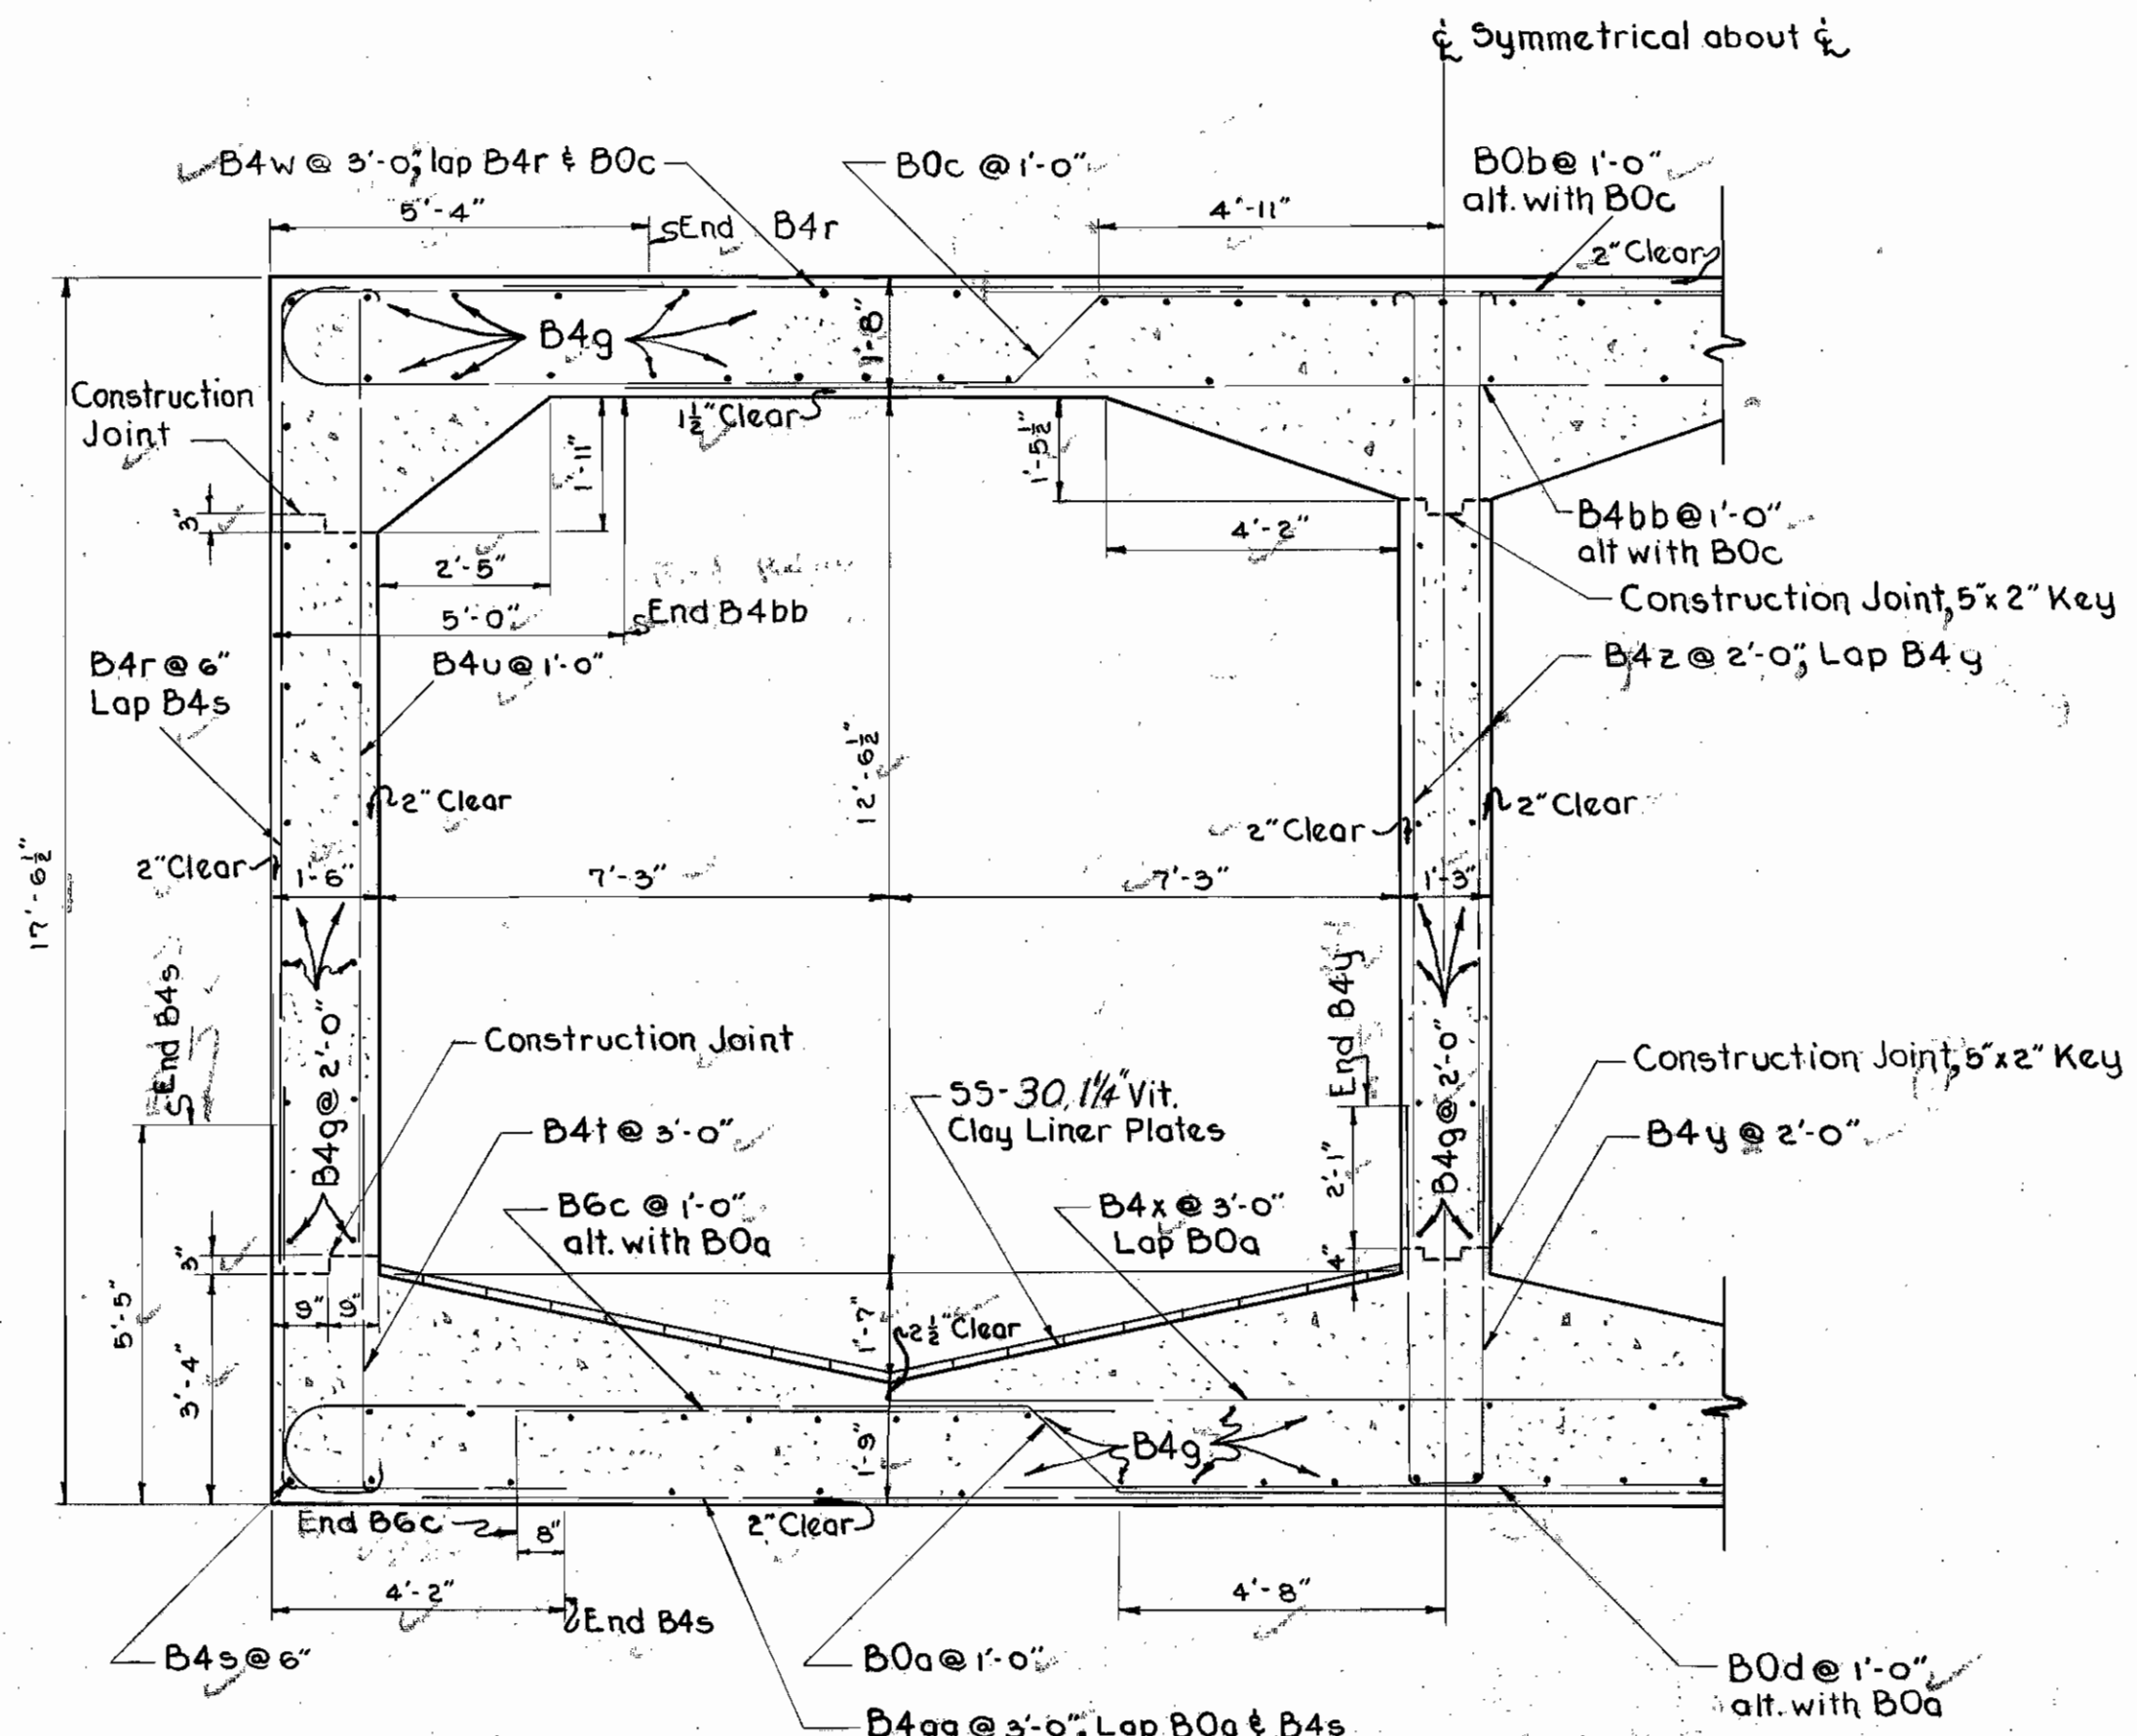 ℄ Symmetrical about ℄
B4w @ 3'-0", lap B4r & B0c
B0c @ 1'-0"
B0b @ 1'-0"
alt. with B0c
5'-4"
End B4r
4'-11"
2" Clear
B4g
1'-8"
Construction
Joint
1½" Clear
1'-11"
1'-5½"
3"
B4bb @ 1'-0"
alt with B0c
4'-2"
2'-5"
Construction Joint, 5"x 2" Key
5'-0"
End B4bb
B4r @ 6"
Lap B4s
B4u @ 1'-0"
B4z @ 2'-0", Lap B4y
12'-6½"
2" Clear
2" Clear
2" Clear
2" Clear
17'-6½"
1'-6"
7'-3"
7'-3"
1'-3"
End B4s
End B4y
B4g @ 2'-0"
B4g @ 2'-0"
Construction Joint
Construction Joint, 5"x 2" Key
SS-30, 1¼" Vit.
Clay Liner Plates
B4t @ 3'-0"
B4y @ 2'-0"
2'-1"
B6c @ 1'-0"
alt. with B0a
B4x @ 3'-0"
Lap B0a
3"
4"
9"
9"
5'-5"
1'-7"
2½" Clear
3'-4"
1'-9"
B4g
End B6c
8"
2" Clear
4'-2"
4'-8"
End B4s
B4s @ 6"
B0a @ 1'-0"
B0d @ 1'-0"
alt. with B0a
B4aa @ 3'-0", Lap B0a & B4s